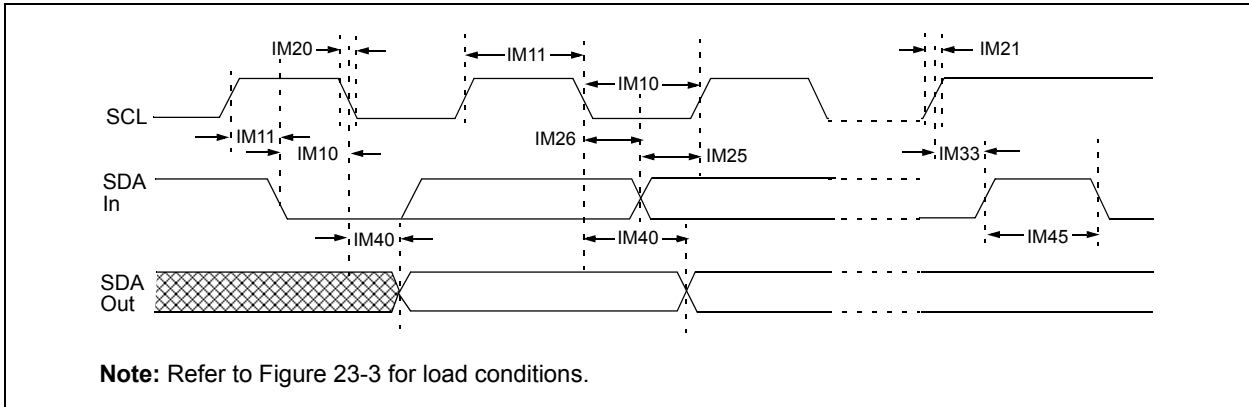 IM20
IM11
IM21
IM10
SCL
IM11
IM26
IM10
IM25
IM33
SDA
In
IM40
IM40
IM45
SDA
Out
Note: Refer to Figure 23-3 for load conditions.